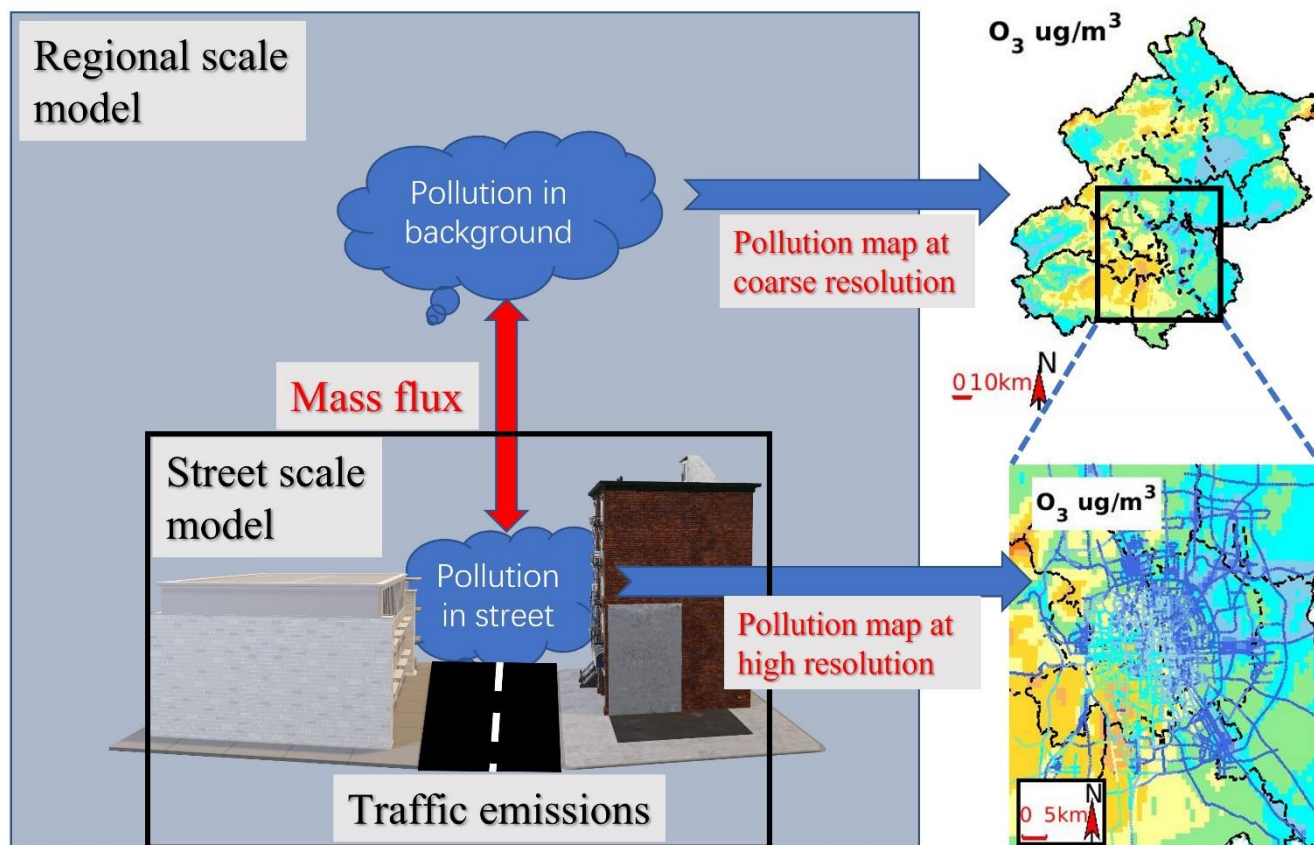 Regional scale
model
Pollution in
background
Pollution map at
coarse resolution
O₃ ug/m³
0 10km
N
Mass flux
Street scale
model
Pollution
in street
Pollution map at
high resolution
Traffic emissions
O₃ ug/m³
0 5km
N